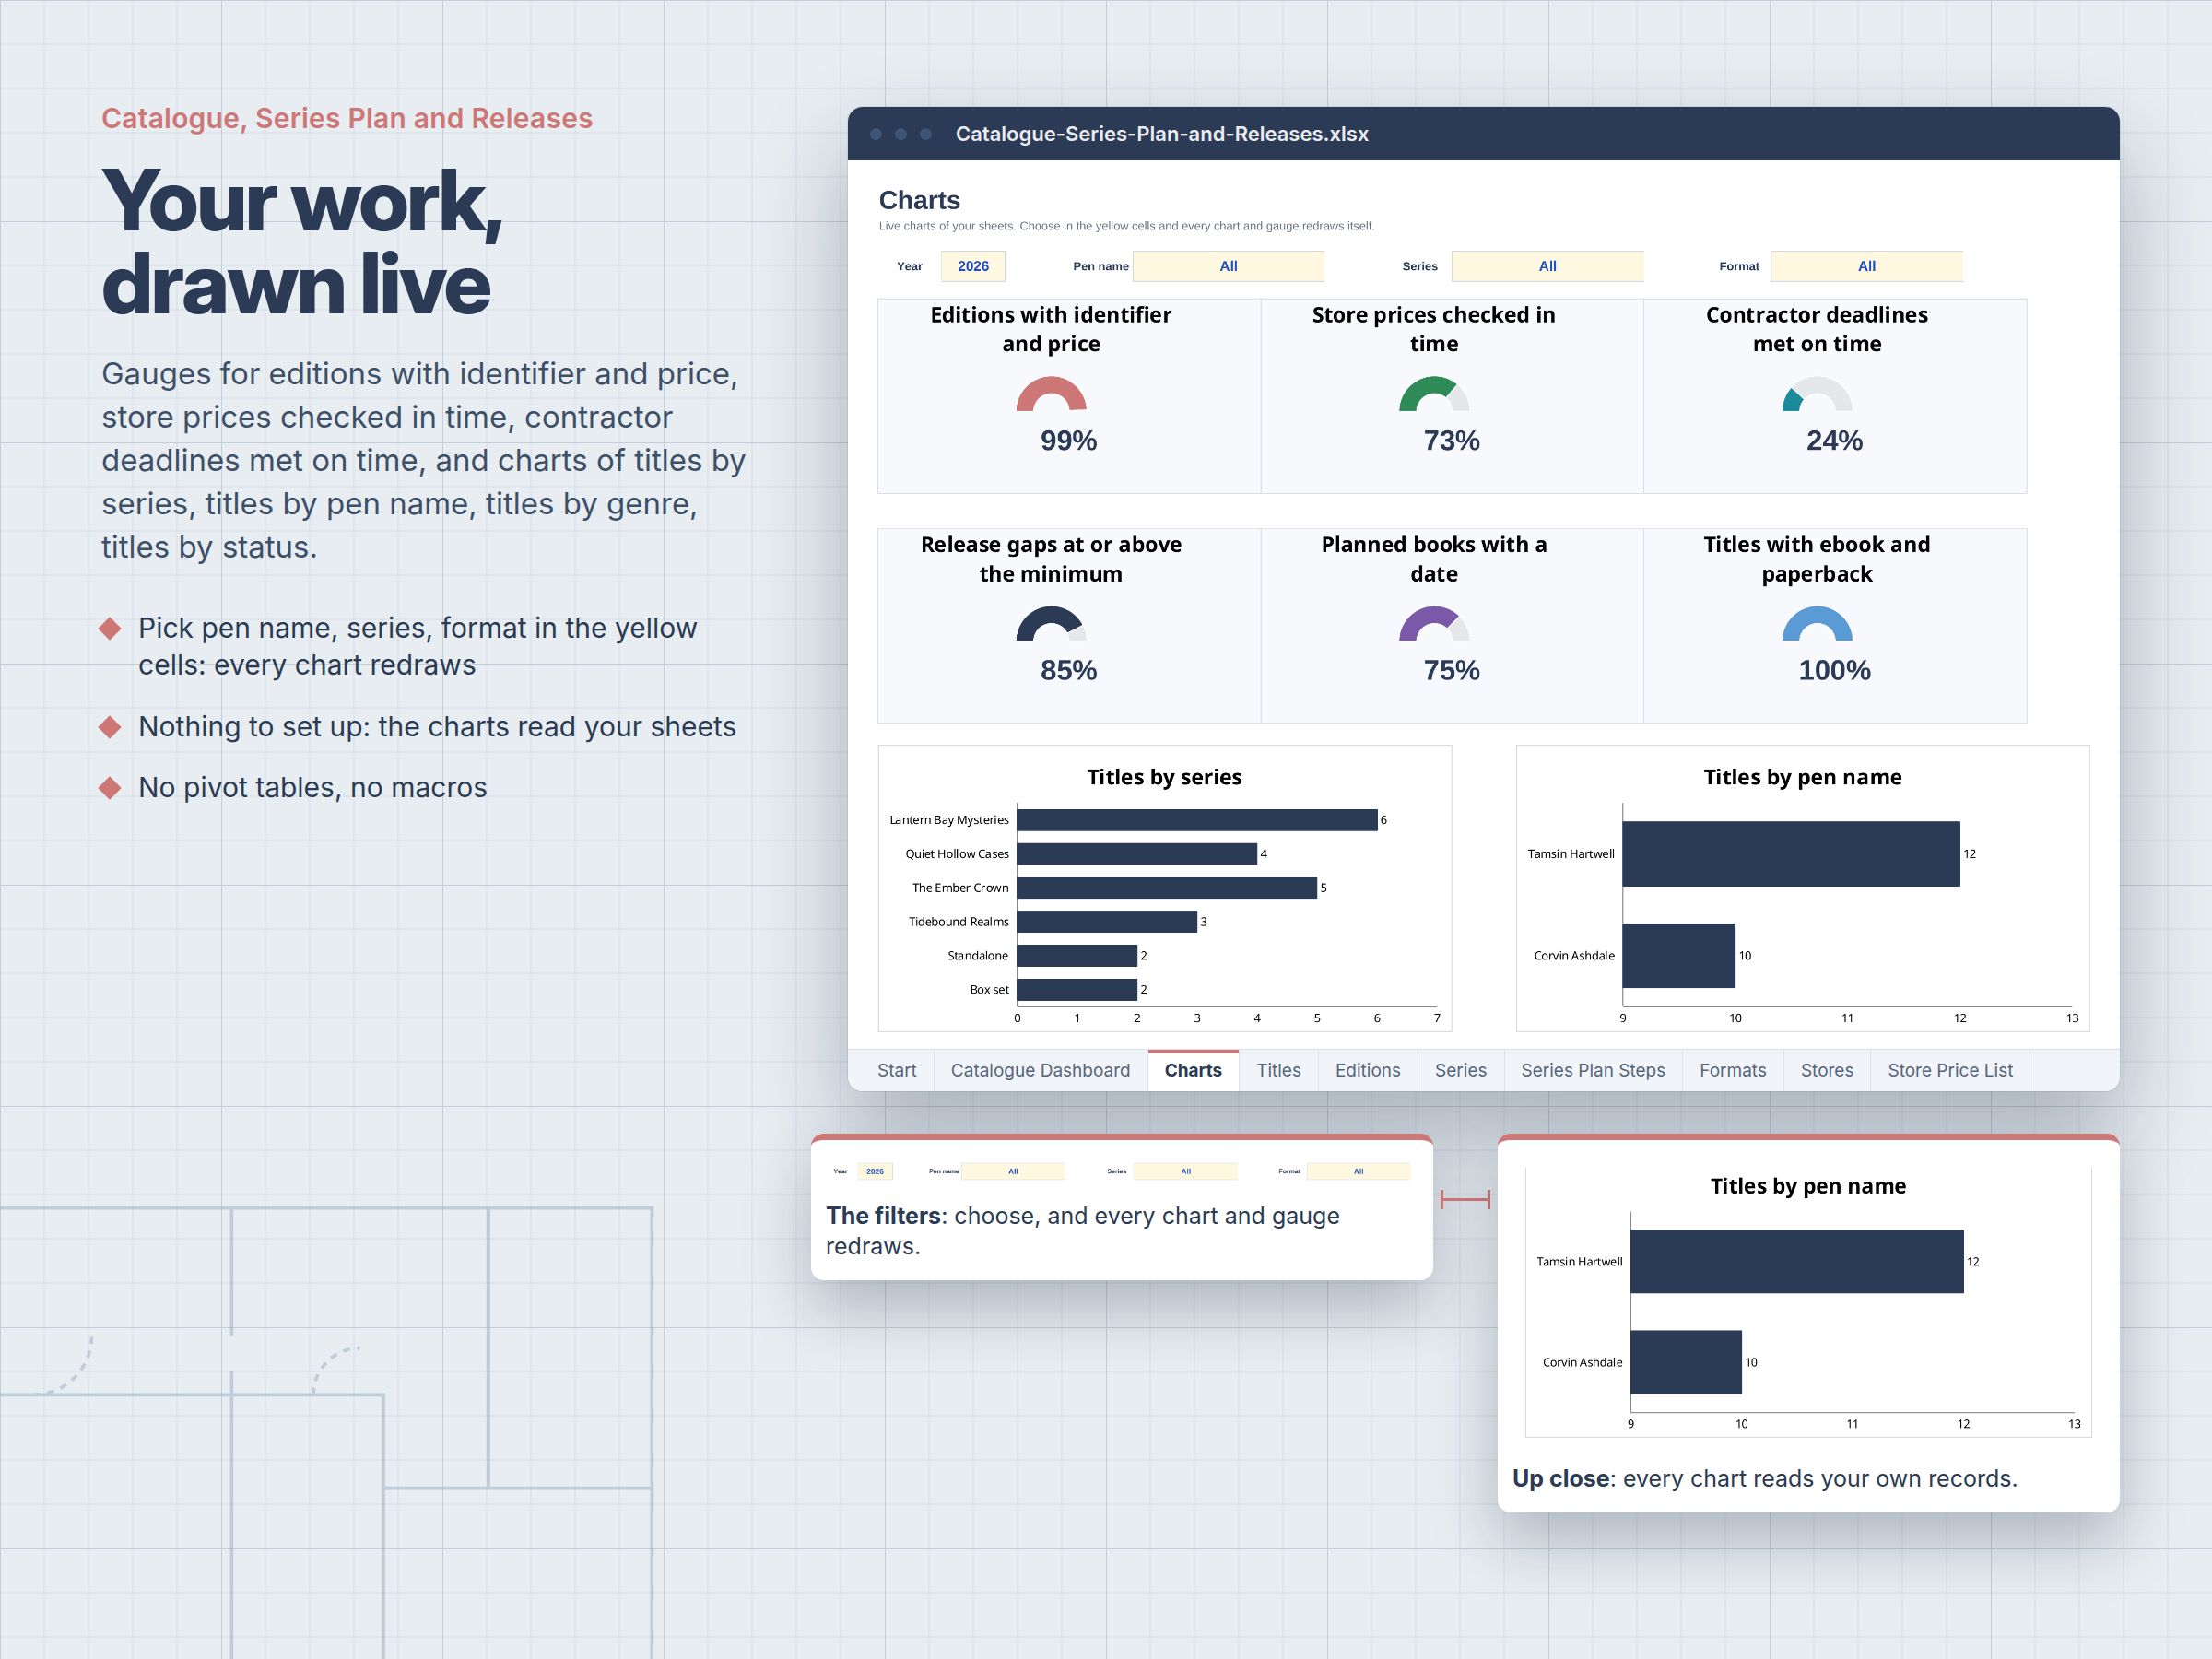 Catalogue, Series Plan and Releases
Your work,
drawn live
Gauges for editions with identifier and price,
store prices checked in time, contractor
deadlines met on time, and charts of titles by
series, titles by pen name, titles by genre,
titles by status.
Pick pen name, series, format in the yellow
cells: every chart redraws
Nothing to set up: the charts read your sheets
No pivot tables, no macros
Catalogue-Series-Plan-and-Releases.xlsx
Charts
Live charts of your sheets. Choose in the yellow cells and every chart and gauge redraws itself.
Year 2026 Pen name All Series All Format All
Editions with identifier
and price
99%
Store prices checked in
time
73%
Contractor deadlines
met on time
24%
Release gaps at or above
the minimum
85%
Planned books with a
date
75%
Titles with ebook and
paperback
100%
Titles by series
Lantern Bay Mysteries 6
Quiet Hollow Cases 4
The Ember Crown 5
Tidebound Realms 3
Standalone 2
Box set 2
0 1 2 3 4 5 6 7
Titles by pen name
Tamsin Hartwell 12
Corvin Ashdale 10
9 10 11 12 13
Start Catalogue Dashboard Charts Titles Editions Series Series Plan Steps Formats Stores Store Price List
Year 2026 Pen name All Series All Format All
The filters: choose, and every chart and gauge
redraws.
Titles by pen name
Tamsin Hartwell 12
Corvin Ashdale 10
9 10 11 12 13
Up close: every chart reads your own records.